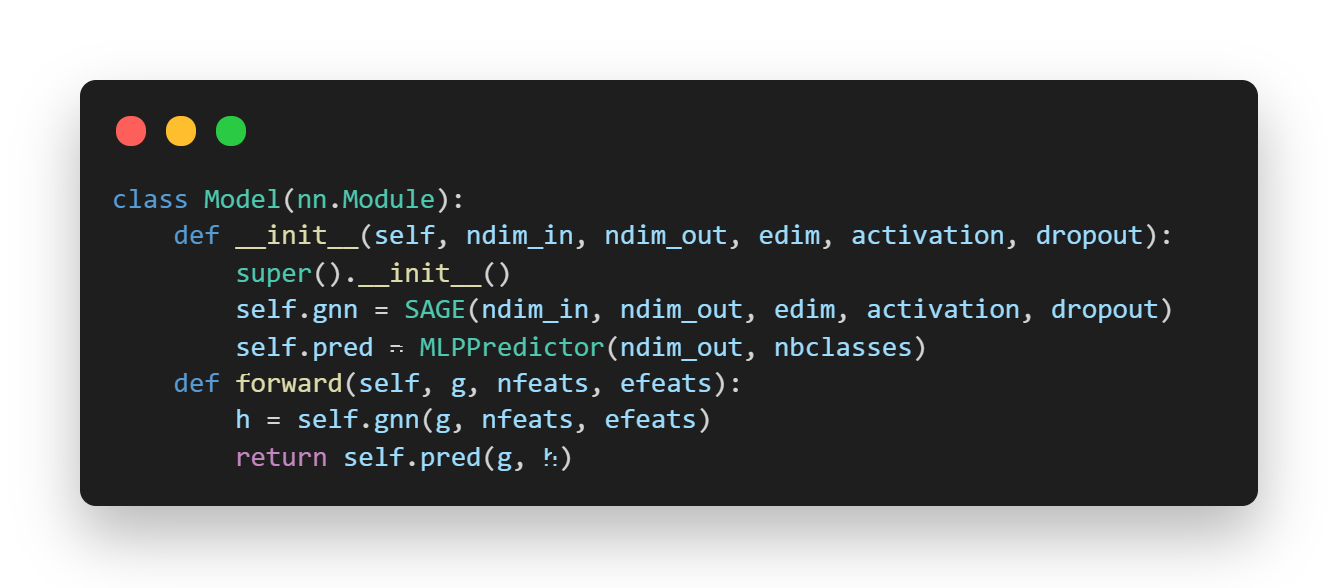 class Model(nn.Module):
    def __init__(self, ndim_in, ndim_out, edim, activation, dropout):
        super().__init__()
        self.gnn = SAGE(ndim_in, ndim_out, edim, activation, dropout)
        self.pred = MLPPredictor(ndim_out, nbclasses)
    def forward(self, g, nfeats, efeats):
        h = self.gnn(g, nfeats, efeats)
        return self.pred(g, h)